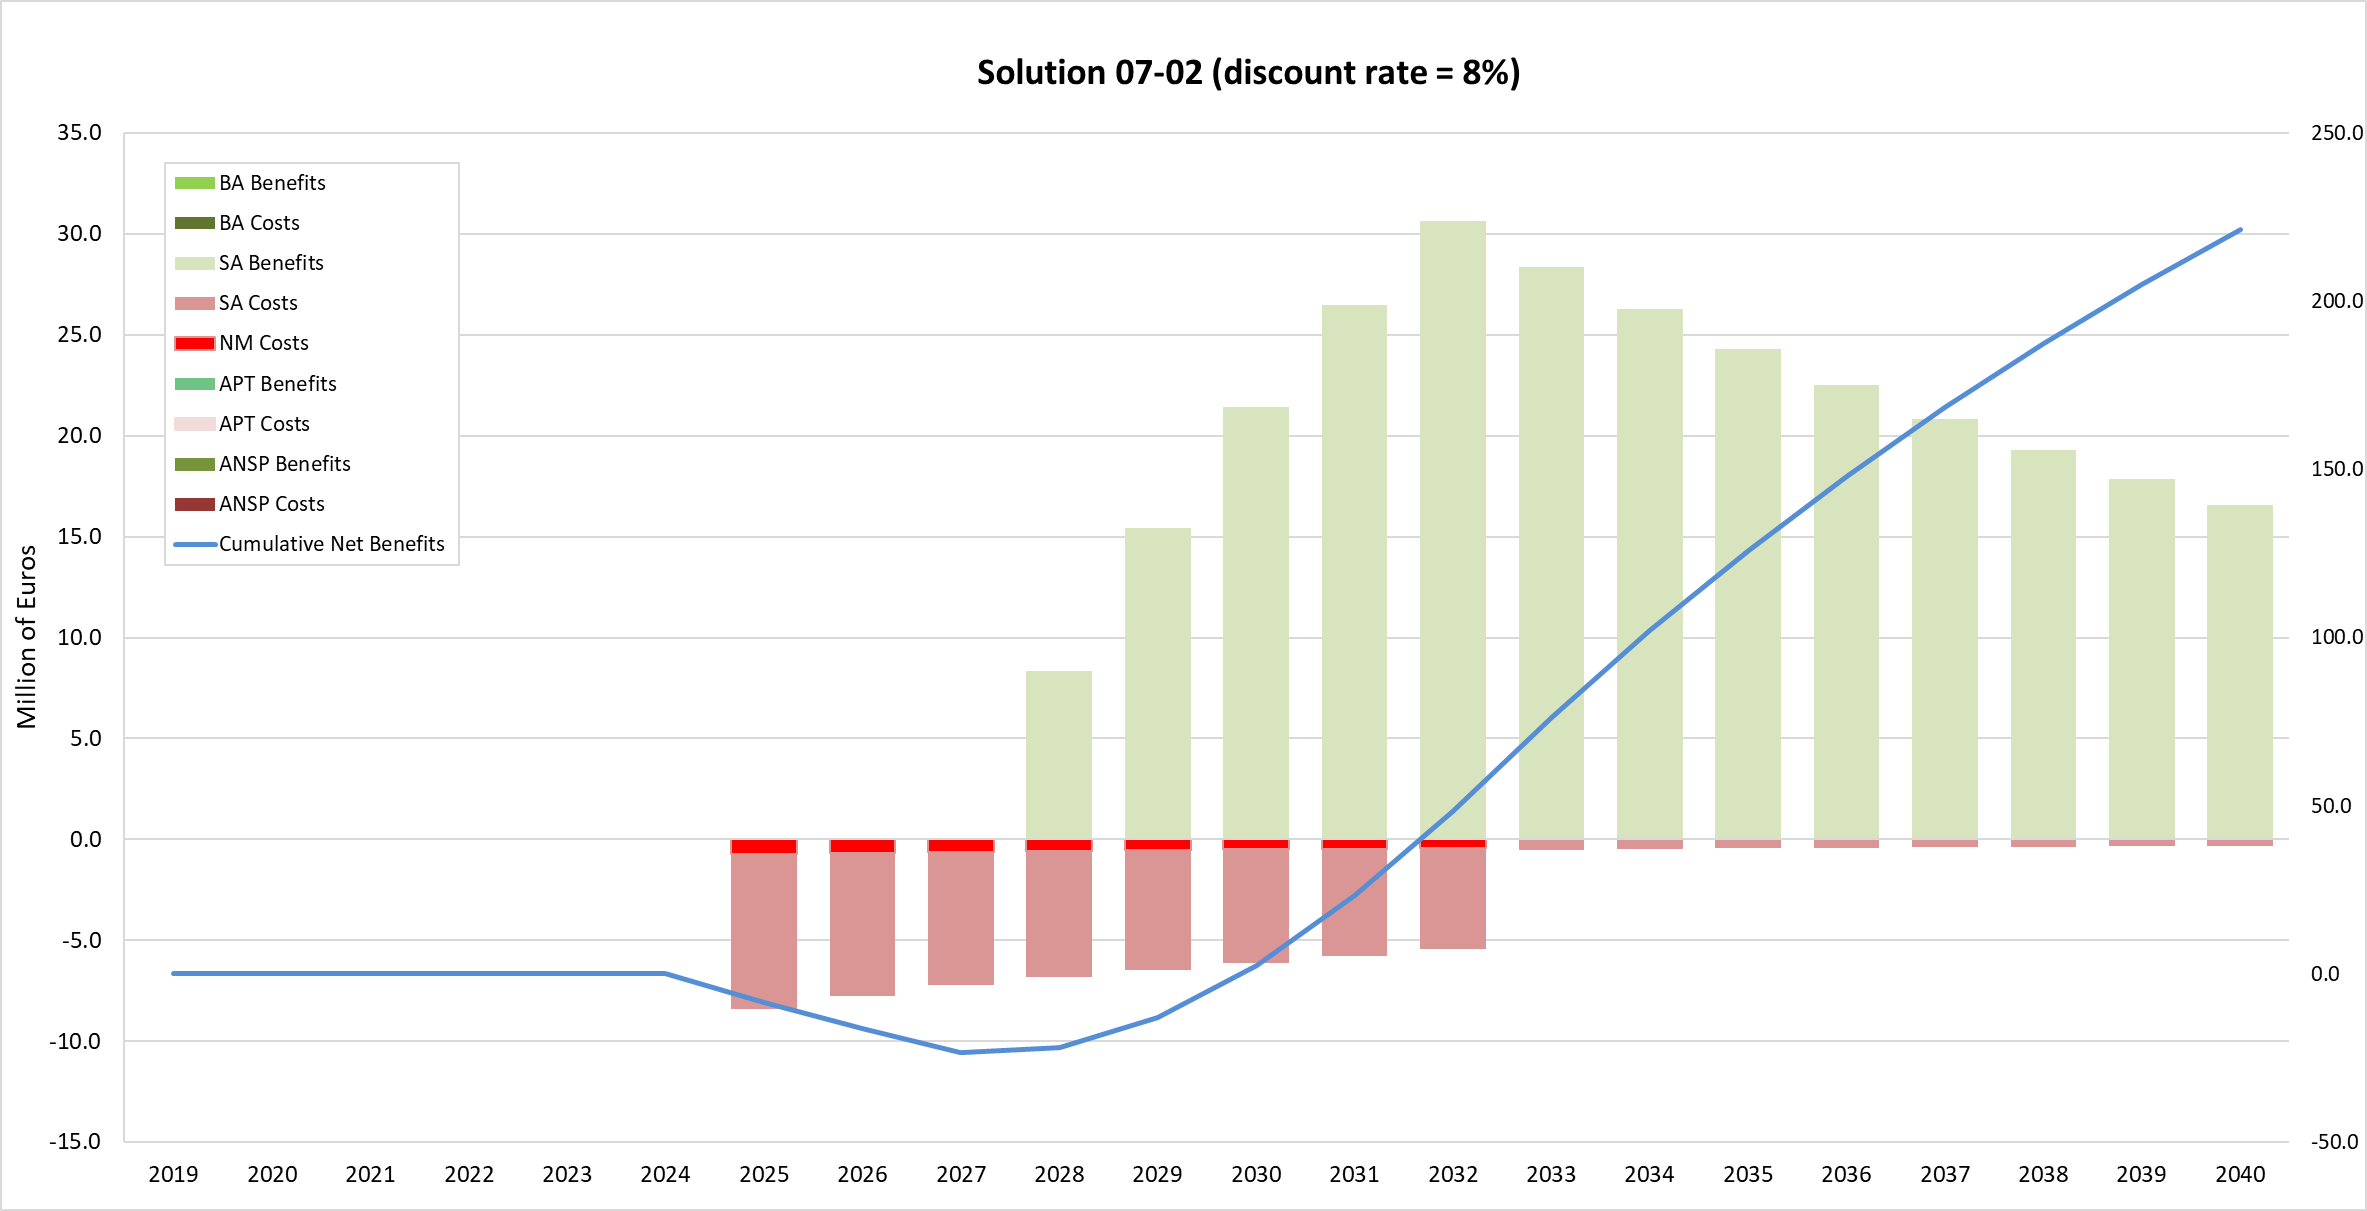 Solution 07-02 (discount rate = 8%)
35.0
30.0
25.0
20.0
15.0
10.0
5.0
0.0
-5.0
-10.0
-15.0
Million of Euros
BA Benefits
BA Costs
SA Benefits
SA Costs
NM Costs
APT Benefits
APT Costs
ANSP Benefits
ANSP Costs
Cumulative Net Benefits
250.0
200.0
150.0
100.0
50.0
0.0
-50.0
2019 2020 2021 2022 2023 2024 2025 2026 2027 2028 2029 2030 2031 2032 2033 2034 2035 2036 2037 2038 2039 2040